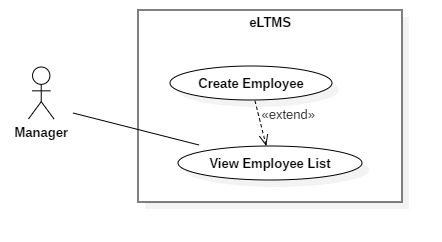 eLTMS
Create Employee
«extend»
Manager
View Employee List